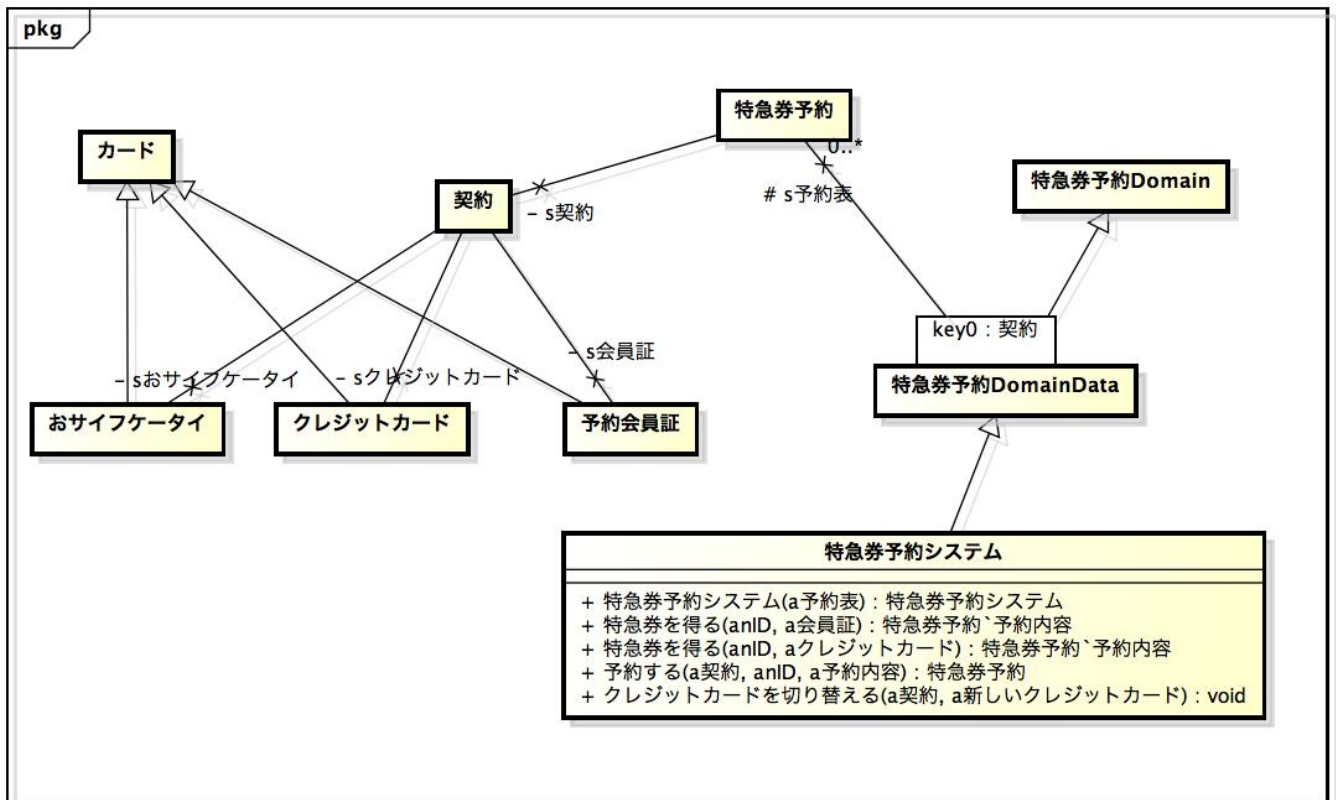 pkg
特急券予約
カード
0..*
特急券予約Domain
# s予約表
契約
- s契約
key0 : 契約
- s会員証
- sおサイフケータイ
- sクレジットカード
特急券予約DomainData
おサイフケータイ
クレジットカード
予約会員証
特急券予約システム
+ 特急券予約システム(a予約表) : 特急券予約システム
+ 特急券を得る(anID, a会員証) : 特急券予約`予約内容
+ 特急券を得る(anID, aクレジットカード) : 特急券予約`予約内容
+ 予約する(a契約, anID, a予約内容) : 特急券予約
+ クレジットカードを切り替える(a契約, a新しいクレジットカード) : void